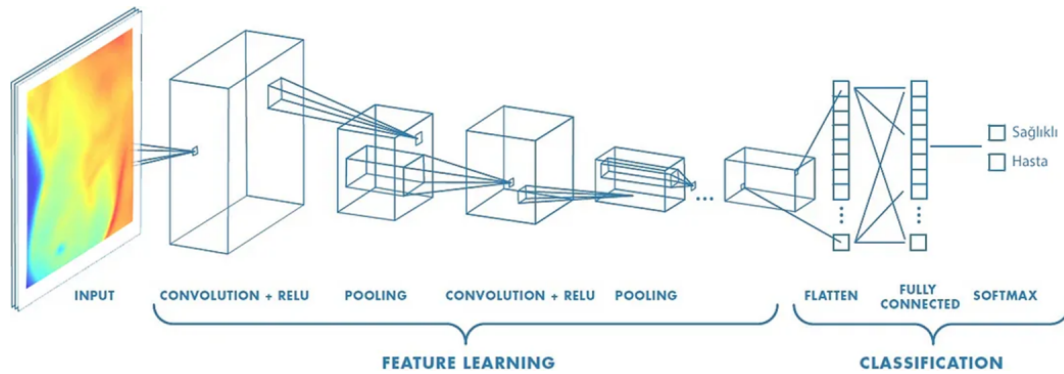 Sağlıklı
Hasta
INPUT
CONVOLUTION + RELU
POOLING
CONVOLUTION + RELU
POOLING
...
FLATTEN
FULLY
CONNECTED
SOFTMAX
FEATURE LEARNING
CLASSIFICATION